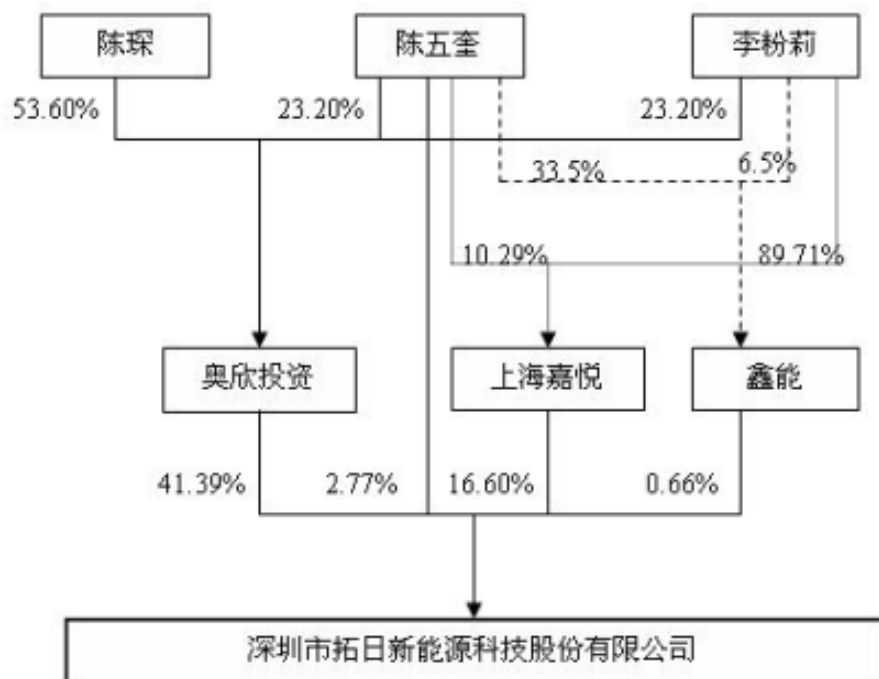 陈琛 陈五奎 李粉莉
53.60% 23.20% 23.20%
33.5% 6.5%
10.29% 89.71%
奥欣投资 上海嘉悦 鑫能
41.39% 2.77% 16.60% 0.66%
深圳市拓日新能源科技股份有限公司